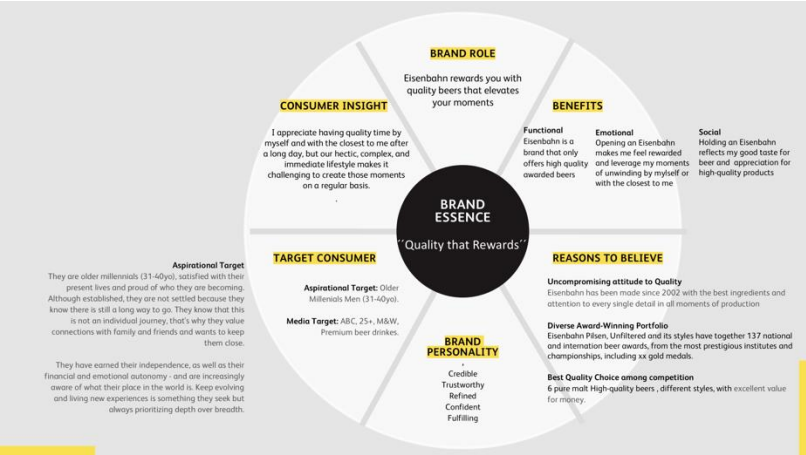 BRAND ROLE
Eisenbahn rewards you with
quality beers that elevates
your moments
CONSUMER INSIGHT
I appreciate having quality time by
myself and with the closest to me after
a long day, but our hectic, complex, and
immediate lifestyle makes it
challenging to create those moments
on a regular basis.
.
BENEFITS
Functional
Eisenbahn is a
brand that only
offers high quality
awarded beers
Emotional
Opening an Eisenbahn
makes me feel rewarded
and leverage my moments
of unwinding by mylself or
with the closest to me
Social
Holding an Eisenbahn
reflects my good taste for
beer and appreciation for
high-quality products
BRAND
ESSENCE
´´Quality that Rewards´´
Aspirational Target
They are older millennials (31-40yo), satisfied with their
present lives and proud of who they are becoming.
Although established, they are not settled because they
know there is still a long way to go. They know that this
is not an individual journey, that's why they value
connections with family and friends and wants to keep
them close.
They have earned their independence, as well as their
financial and emotional autonomy - and are increasingly
aware of what their place in the world is. Keep evolving
and living new experiences is something they seek but
always prioritizing depth over breadth.
TARGET CONSUMER
Aspirational Target: Older
Millenials Men (31-40yo).
Media Target: ABC, 25+, M&W,
Premium beer drinkes.
BRAND
PERSONALITY
Credible
Trustworthy
Refined
Confident
Fulfilling
REASONS TO BELIEVE
Uncompromising attitude to Quality
Eisenbahn has been made since 2002 with the best ingredients and
attention to every single detail in all moments of production
Diverse Award-Winning Portfolio
Eisenbahn Pilsen, Unfiltered and its styles have together 137 national
and internation beer awards, from the most prestigious institutes and
championships, including xx gold medals.
Best Quality Choice among competition
6 pure malt High-quality beers , different styles, with excellent value
for money.